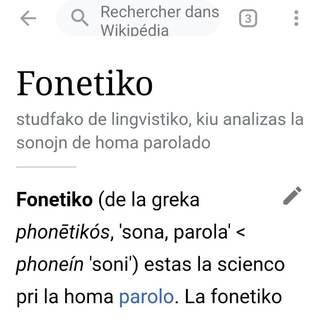 Rechercher dans
Wikipédia
3
Fonetiko
studfako de lingvistiko, kiu analizas la
sonojn de homa parolado
Fonetiko (de la greka
phonētikós, 'sona, parola' <
phoneín 'soni') estas la scienco
pri la homa parolo. La fonetiko